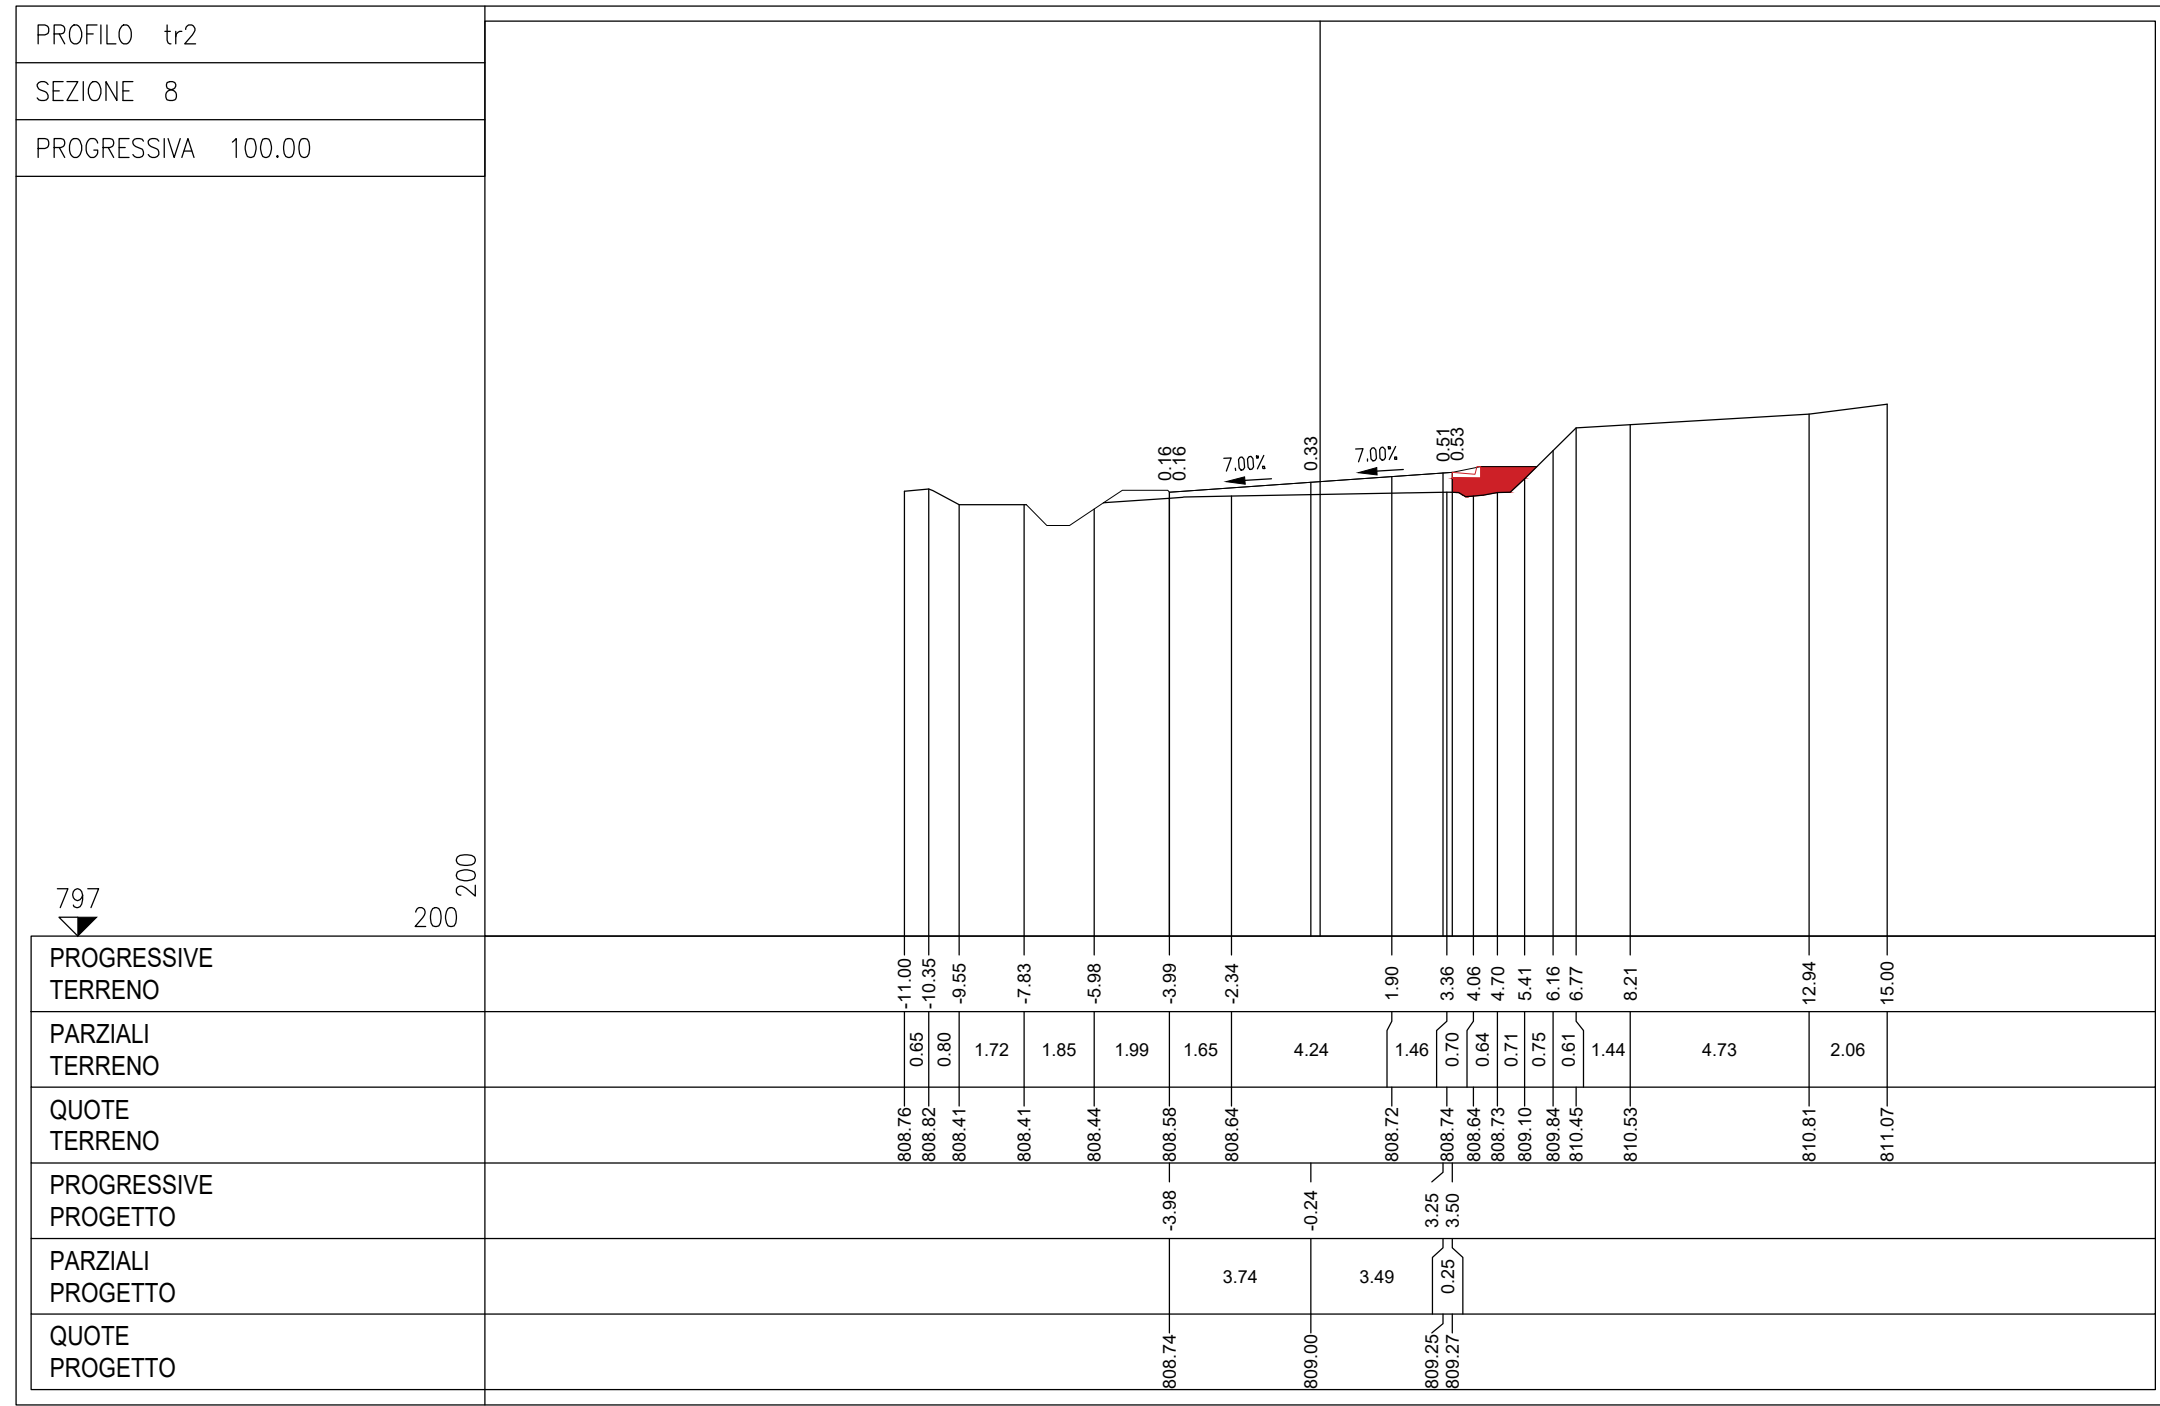 PROFILO tr2
SEZIONE 8
PROGRESSIVA 100.00
0.16
0.16
7.00%
0.33
7.00%
0.51
0.53
797
200
200
PROGRESSIVE
TERRENO
-11.00 -10.35 -9.55 -7.83 -5.98 -3.99 -2.34 1.90 3.36 4.06 4.70 5.41 6.16 6.77 8.21 12.94 15.00
PARZIALI
TERRENO
0.65 0.80 1.72 1.85 1.99 1.65 4.24 1.46 0.70 0.64 0.71 0.75 0.61 1.44 4.73 2.06
QUOTE
TERRENO
808.76 808.82 808.41 808.41 808.44 808.58 808.64 808.72 808.74 808.64 808.73 809.10 809.84 810.45 810.53 810.81 811.07
PROGRESSIVE
PROGETTO
-3.98 -0.24 3.25 3.50
PARZIALI
PROGETTO
3.74 3.49 0.25
QUOTE
PROGETTO
808.74 809.00 809.25 809.27